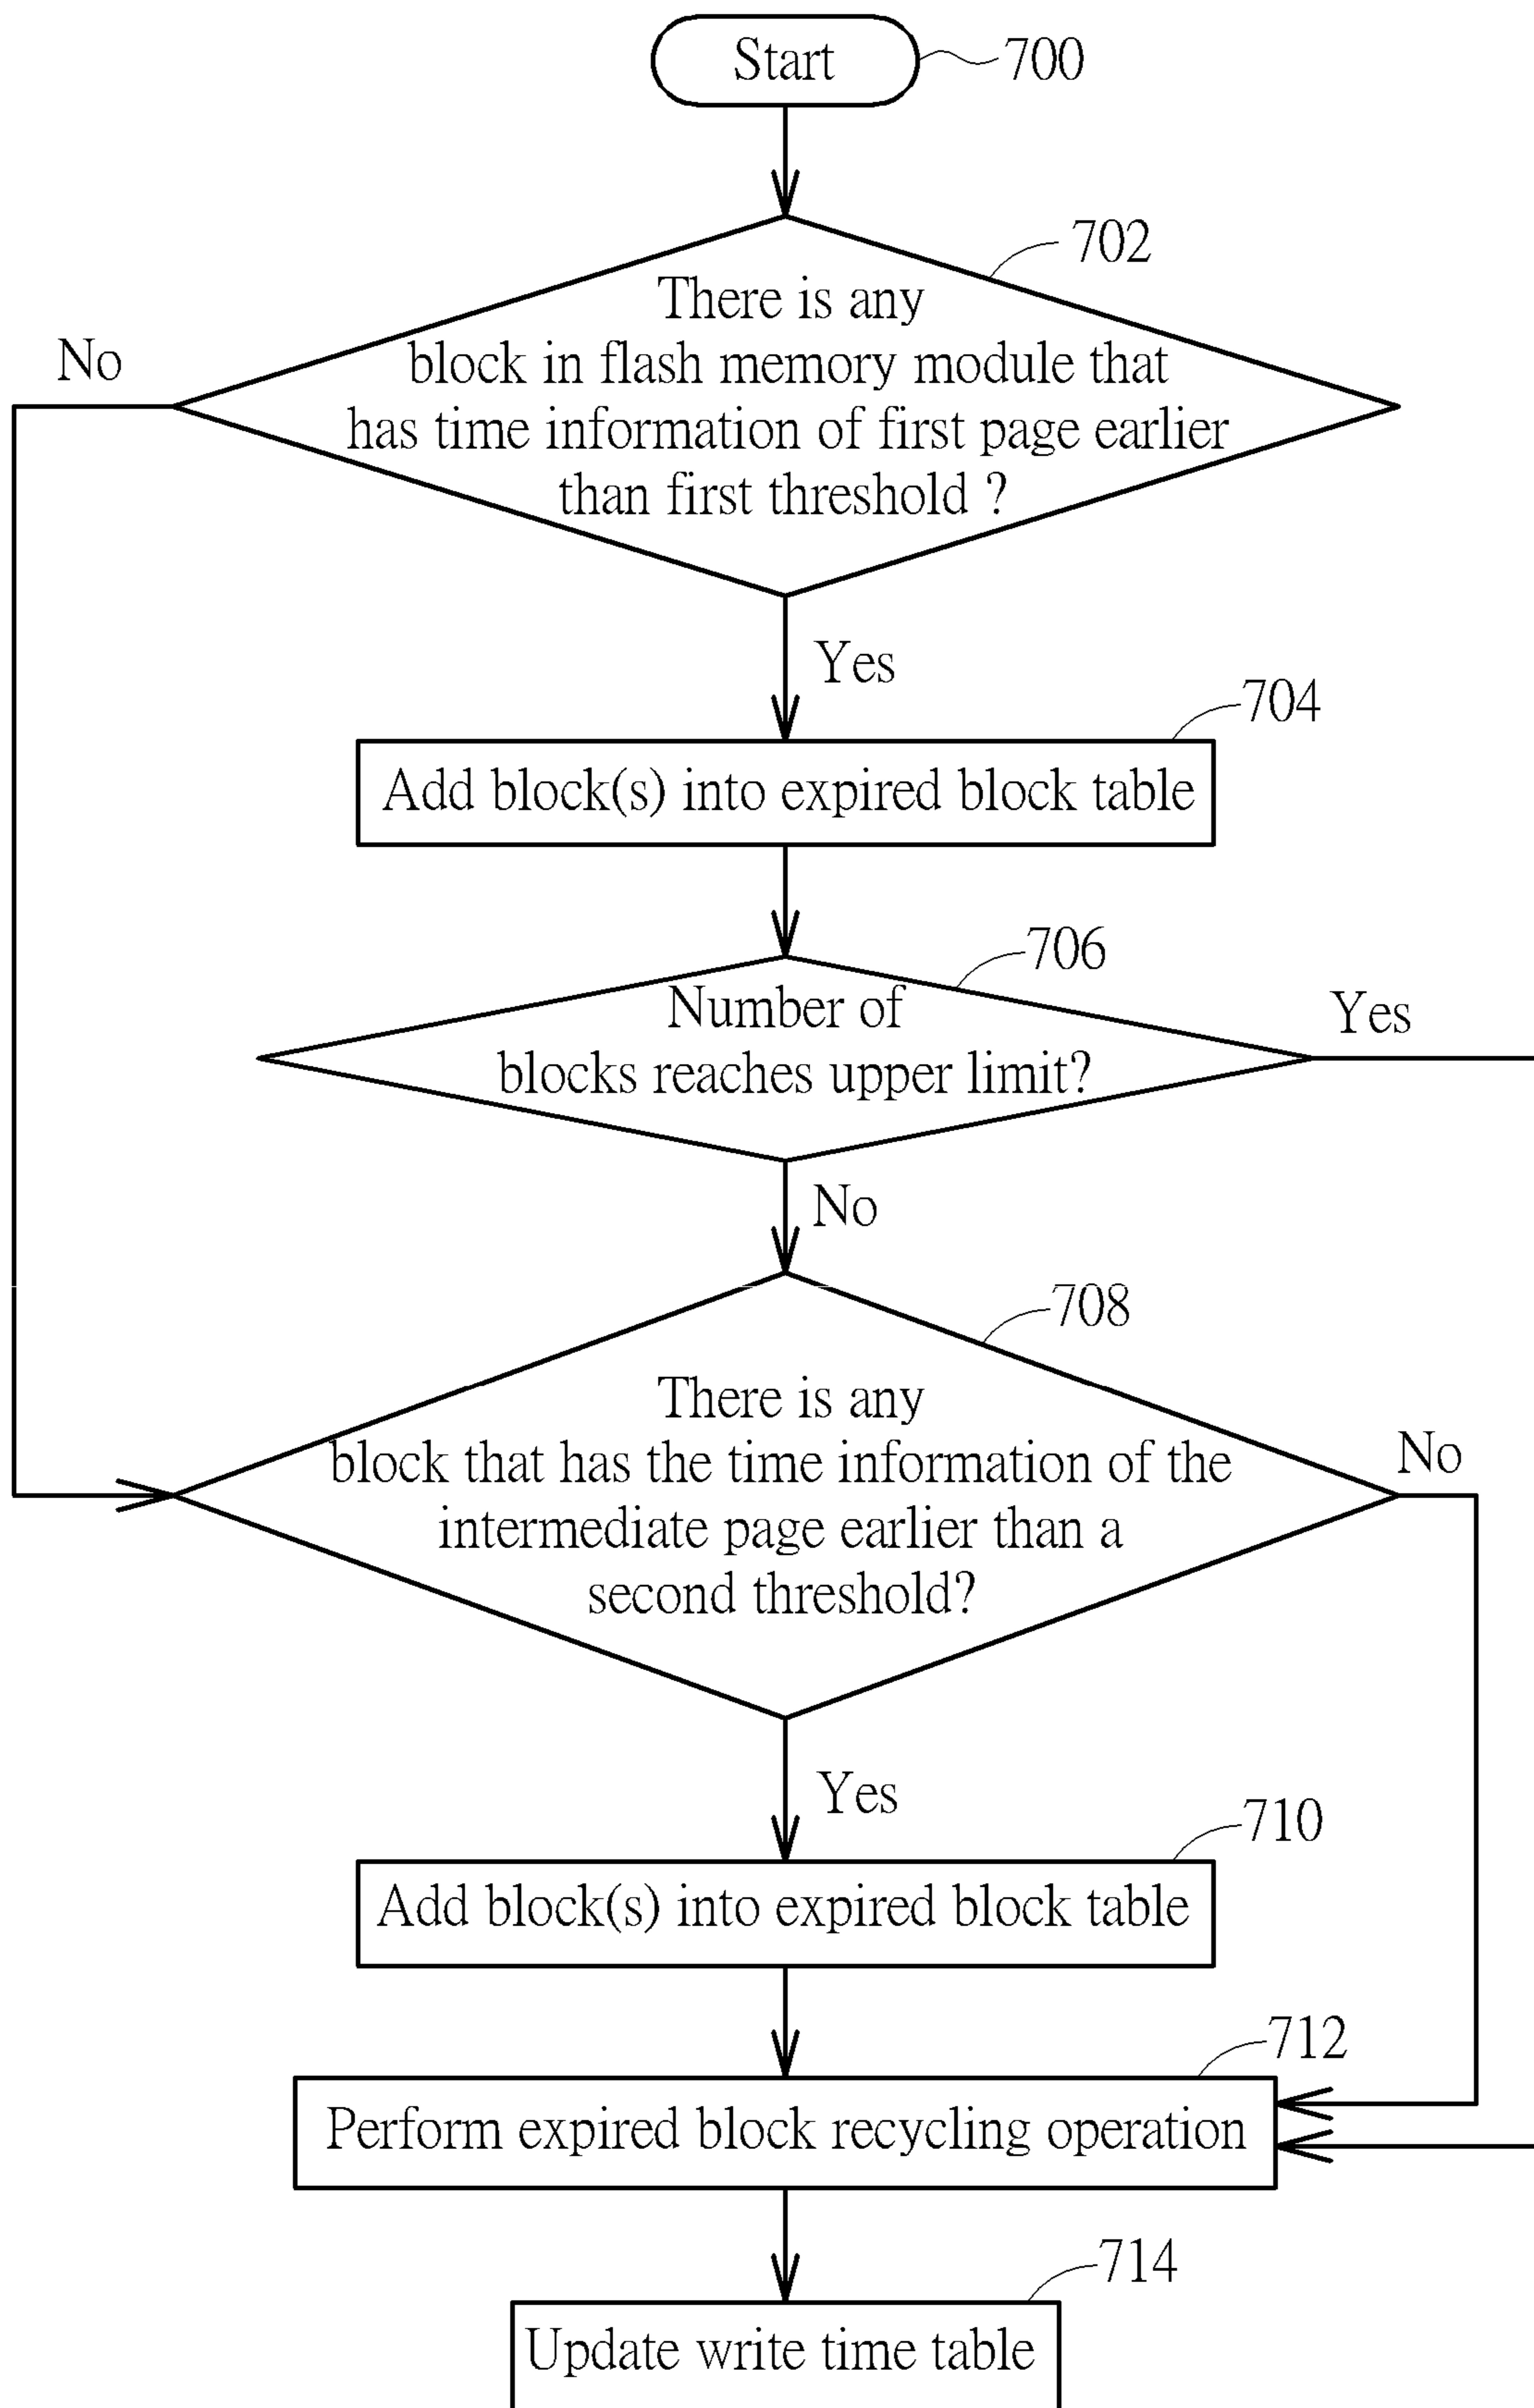 Start
700
702
There is any
block in flash memory module that
has time information of first page earlier
than first threshold ?
No
Yes
704
Add block(s) into expired block table
706
Number of
blocks reaches upper limit?
Yes
No
708
There is any
block that has the time information of the
intermediate page earlier than a
second threshold?
No
Yes
710
Add block(s) into expired block table
712
Perform expired block recycling operation
714
Update write time table